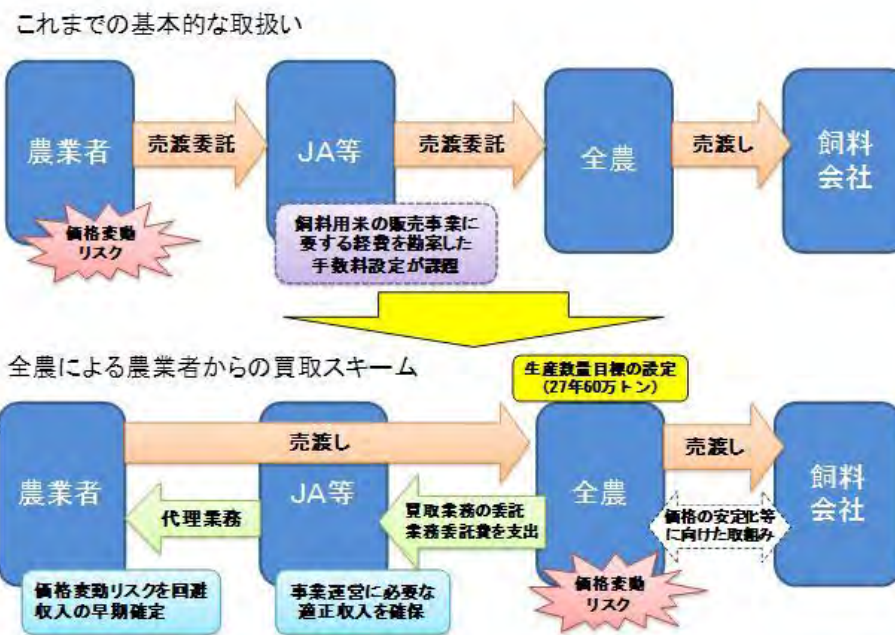 これまでの基本的な取扱い
農業者
売渡委託
JA等
売渡委託
全農
売渡し
飼料
会社
価格変動
リスク
飼料用米の販売事業に
要する経費を勘案した
手数料設定が課題
全農による農業者からの買取スキーム
生産数量目標の設定
(27年60万トン)
売渡し
売渡し
農業者
代理業務
JA等
買取業務の委託
業務委託費を支出
全農
価格の安定化等
に向けた取組み
飼料
会社
価格変動リスクを回避
収入の早期確定
事業運営に必要な
適正収入を確保
価格変動
リスク